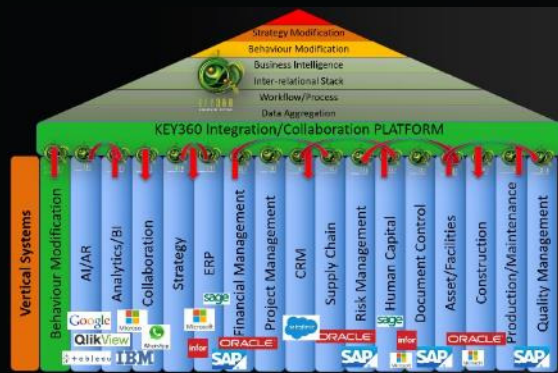 Strategy Modification
Behaviour Modification
Business Intelligence
Inter-relational Stack
Workflow/Process
Data Aggregation
KEY360 Integration/Collaboration PLATFORM
Vertical Systems
Behaviour Modification
AI/AR
Analytics/BI
Collaboration
Strategy
ERP
Financial Management
Project Management
CRM
Supply Chain
Risk Management
Human Capital
Document Control
Asset/Facilities
Construction
Production/Maintenance
Quality Management
Google
QlikView
tableau
IBM
WhatsApp
Microsoft
sage
infor
SAP
ORACLE
salesforce
ORACLE
SAP
sage
infor
SAP
ORACLE
SAP